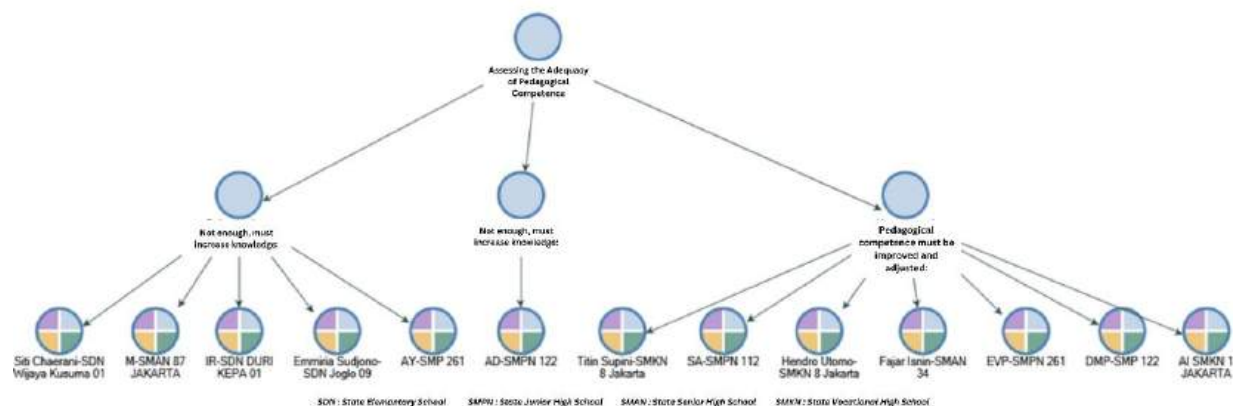 Assessing the Adequacy
of Pedagogical
Competence
Not enough, must
increase knowledge:
Not enough, must
increase knowledge:
Pedagogical
competence must be
improved and
adjusted:
Siti Chaerani-SDN
Wijaya Kusuma 01
M-SMAN 87
JAKARTA
IR-SDN DURI
KEPA 01
Emmiria Sudjono-
SDN Joglo 09
AY-SMP 261
AD-SMPN 122
Titin Supini-SMKN
8 Jakarta
SA-SMPN 112
Hendro Utomo-
SMKN 8 Jakarta
Fajar Isnin-SMAN
34
EVP-SMPN 261
DMP-SMP 122
AI SMKN 1
JAKARTA
SDN : State Elementary School SMPN : State Junior High School SMAN : State Senior High School SMKN : State Vocational High School